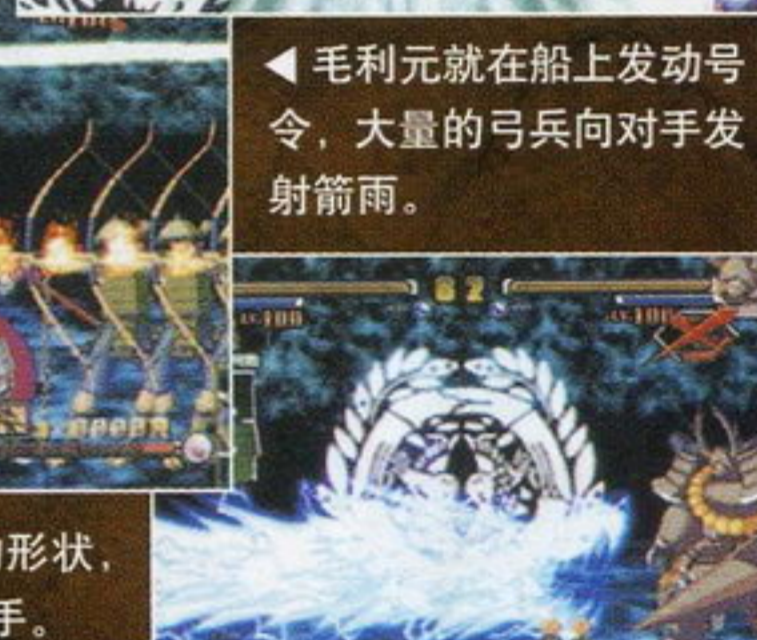 ◀ 毛利元就在船上发动号
令，大量的弓兵向对手发
射箭雨。
62
形状，
手。